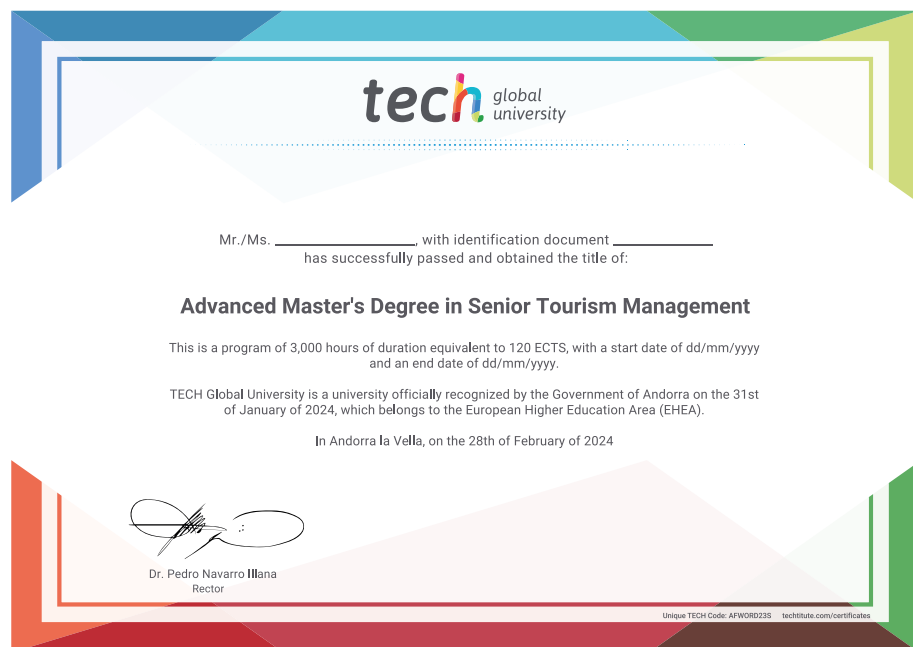 tech global
university
Mr./Ms. ____________, with identification document ____________
has successfully passed and obtained the title of:
Advanced Master's Degree in Senior Tourism Management
This is a program of 3,000 hours of duration equivalent to 120 ECTS, with a start date of dd/mm/yyyy
and an end date of dd/mm/yyyy.
TECH Global University is a university officially recognized by the Government of Andorra on the 31st
of January of 2024, which belongs to the European Higher Education Area (EHEA).
In Andorra la Vella, on the 28th of February of 2024
Dr. Pedro Navarro Illana
Rector
Unique TECH Code: AFWORD23S techtitute.com/certificates